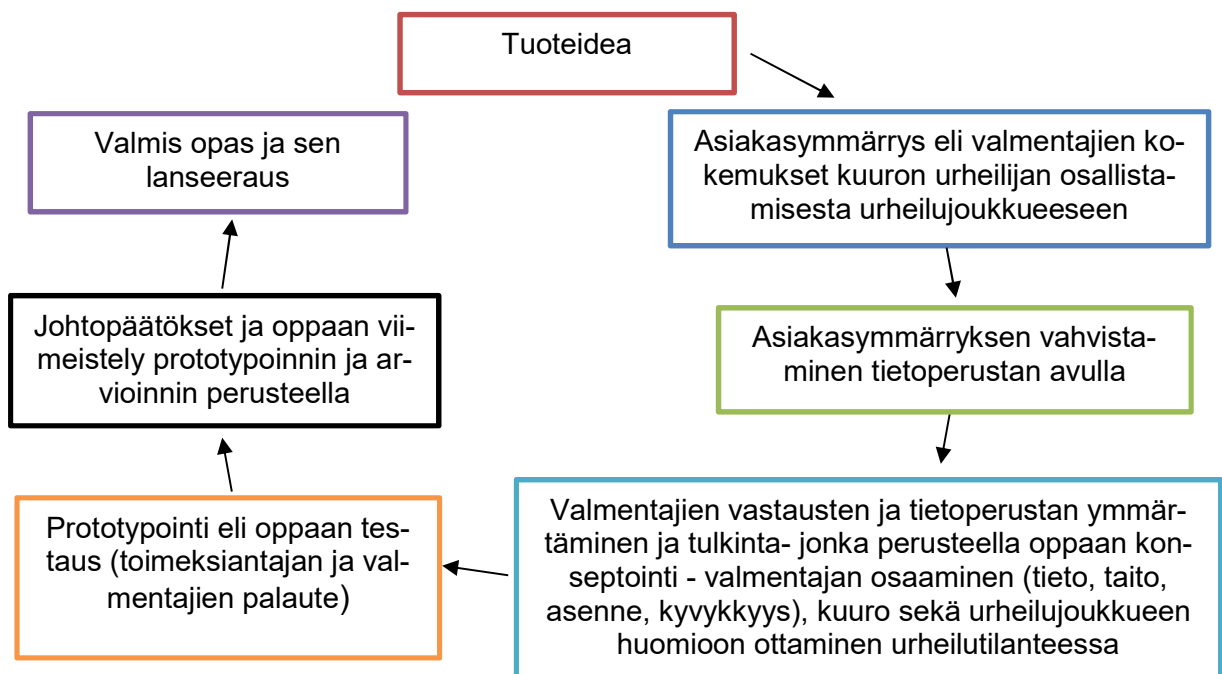 Tuoteidea
Asiakasymmärrys eli valmentajien ko-
kemukset kuuron urheilijan osallista-
misesta urheilujoukkueeseen
Asiakasymmärryksen vahvista-
minen tietoperustan avulla
Valmentajien vastausten ja tietoperustan ymmär-
täminen ja tulkinta- jonka perusteella oppaan kon-
septointi - valmentajan osaaminen (tieto, taito,
asenne, kyvykkyys), kuuro sekä urheilujoukkueen
huomioon ottaminen urheilutilanteessa
Prototypointi eli oppaan tes-
taus (toimeksiantajan ja val-
mentajien palaute)
Johtopäätökset ja oppaan vii-
meistely prototypoinnin ja ar-
vioinnin perusteella
Valmis opas ja sen
lanseeraus